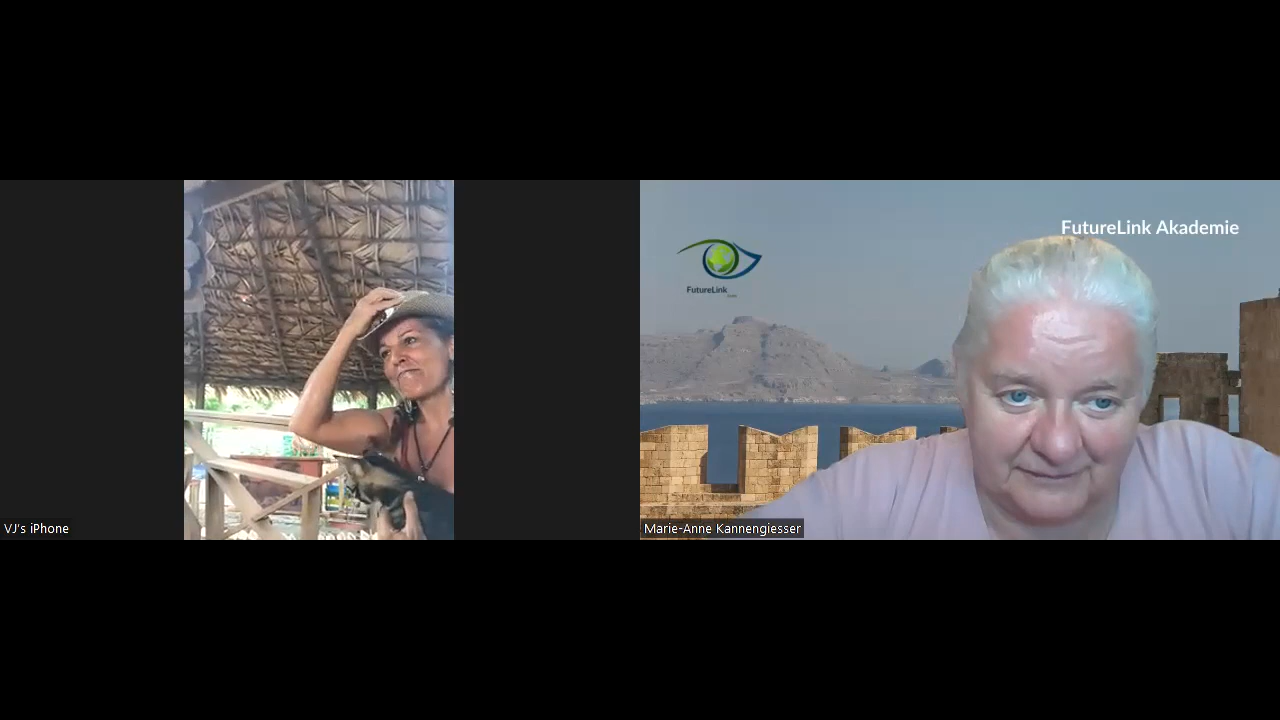 FutureLink Akademie
FutureLink
VJ's iPhone
Marie-Anne Kannengiesser